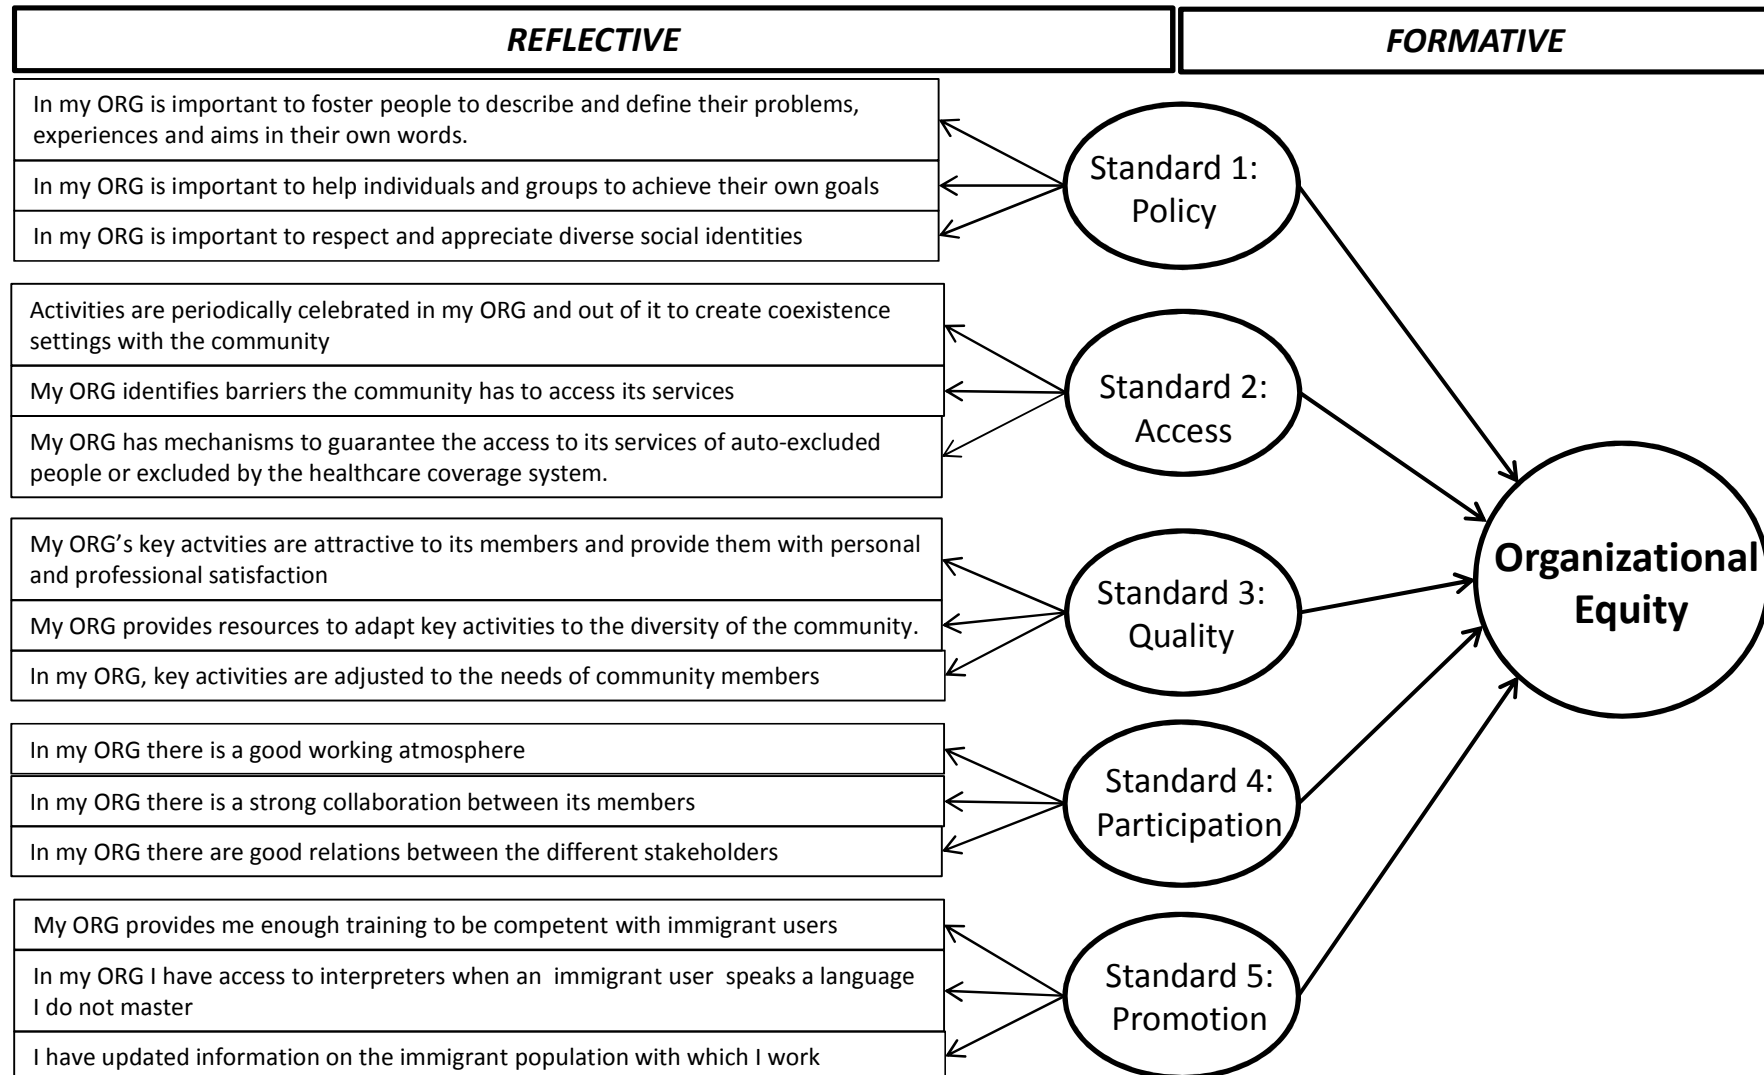 REFLECTIVE
FORMATIVE
In my ORG is important to foster people to describe and define their problems,
experiences and aims in their own words.
In my ORG is important to help individuals and groups to achieve their own goals
In my ORG is important to respect and appreciate diverse social identities
Standard 1:
Policy
Activities are periodically celebrated in my ORG and out of it to create coexistence
settings with the community
My ORG identifies barriers the community has to access its services
My ORG has mechanisms to guarantee the access to its services of auto-excluded
people or excluded by the healthcare coverage system.
Standard 2:
Access
My ORG’s key actvities are attractive to its members and provide them with personal
and professional satisfaction
My ORG provides resources to adapt key activities to the diversity of the community.
In my ORG, key activities are adjusted to the needs of community members
Standard 3:
Quality
In my ORG there is a good working atmosphere
In my ORG there is a strong collaboration between its members
In my ORG there are good relations between the different stakeholders
Standard 4:
Participation
My ORG provides me enough training to be competent with immigrant users
In my ORG I have access to interpreters when an immigrant user speaks a language
I do not master
I have updated information on the immigrant population with which I work
Standard 5:
Promotion
Organizational
Equity